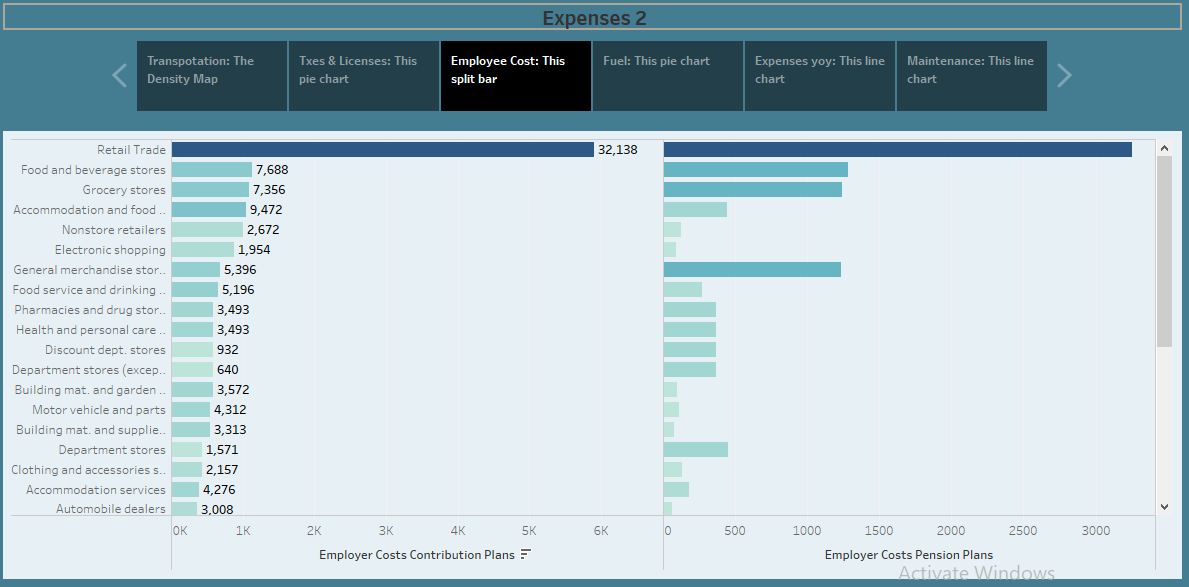 Expenses 2
Transpotation: The
Density Map
Txes & Licenses: This
pie chart
Employee Cost: This
split bar
Fuel: This pie chart
Expenses yoy: This line
chart
Maintenance: This line
chart
Retail Trade 32,138
Food and beverage stores 7,688
Grocery stores 7,356
Accommodation and food .. 9,472
Nonstore retailers 2,672
Electronic shopping 1,954
General merchandise stor.. 5,396
Food service and drinking .. 5,196
Pharmacies and drug stor.. 3,493
Health and personal care .. 3,493
Discount dept. stores 932
Department stores (excep.. 640
Building mat. and garden .. 3,572
Motor vehicle and parts 4,312
Building mat. and supplie.. 3,313
Department stores 1,571
Clothing and accessories s.. 2,157
Accommodation services 4,276
Automobile dealers 3,008
0K 1K 2K 3K 4K 5K 6K 0 500 1000 1500 2000 2500 3000
Employer Costs Contribution Plans Employer Costs Pension Plans
Activate Windows